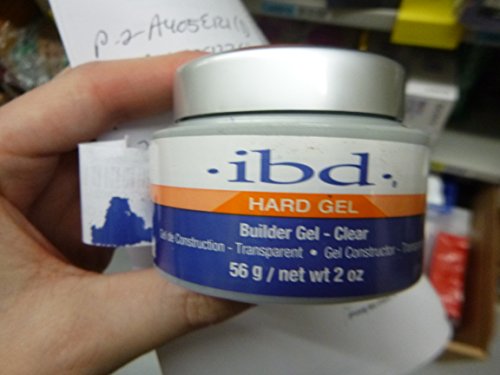 ·ibd·
HARD GEL
Builder Gel - Clear
Gel de Construction - Transparent • Gel Constructor -
56 g / net wt 2 oz